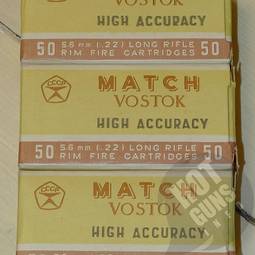 HIGH ACCURACY
50 5.6 mm (.22) LONG RIFLE RIM FIRE CARTRIDGES 50
СССР
MATCH
VOSTOK
HIGH ACCURACY
50 5.6 mm (.22) LONG RIFLE RIM FIRE CARTRIDGES 50
СССР
MATCH
VOSTOK
HIGH ACCURACY
GUNS